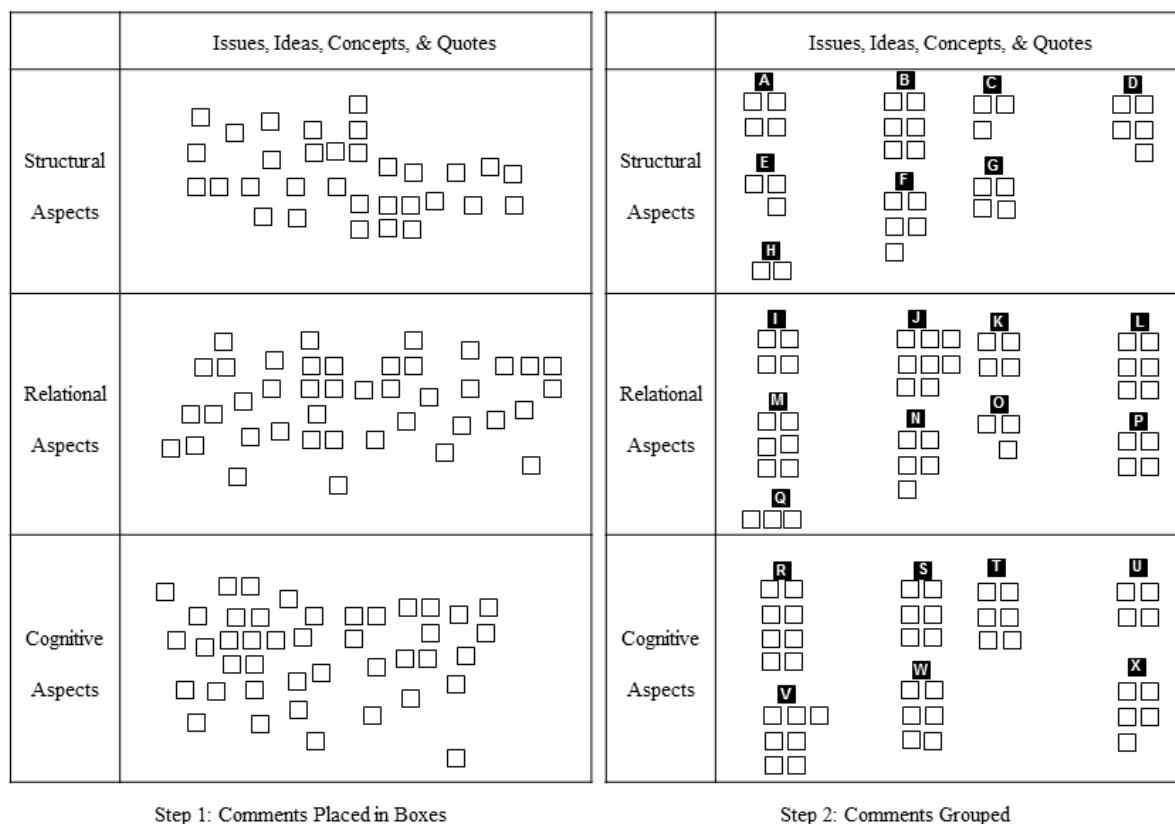 Issues, Ideas, Concepts, & Quotes
Structural
Aspects
Relational
Aspects
Cognitive
Aspects
Step 1: Comments Placed in Boxes
Issues, Ideas, Concepts, & Quotes
Structural
Aspects
A
B
C
D
E
F
G
H
Relational
Aspects
I
J
K
L
M
N
O
P
Q
Cognitive
Aspects
R
S
T
U
V
W
X
Step 2: Comments Grouped